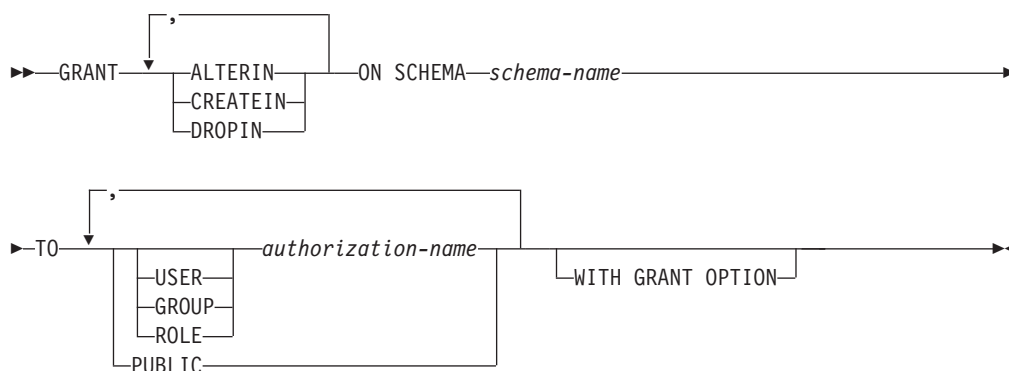 ,
GRANT ALTERIN ON SCHEMA schema-name
CREATEIN
DROPIN
,
TO authorization-name
USER WITH GRANT OPTION
GROUP
ROLE
PUBLIC